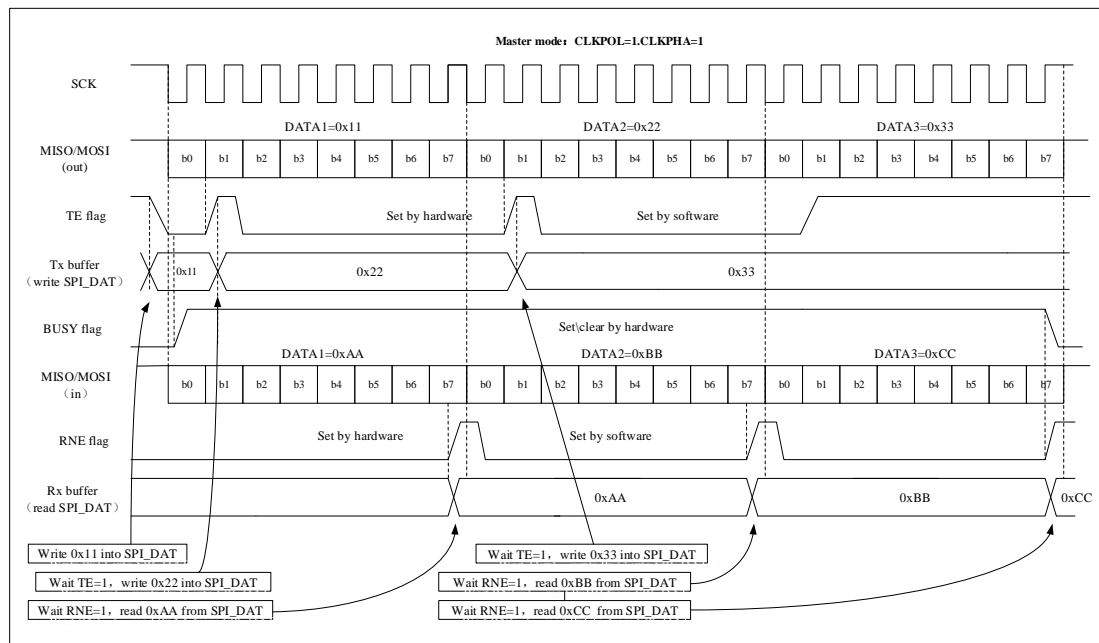 Master mode：CLKPOL=1.CLKPHA=1
SCK
DATA1=0x11 DATA2=0x22 DATA3=0x33
MISO/MOSI
(out)
b0 b1 b2 b3 b4 b5 b6 b7 b0 b1 b2 b3 b4 b5 b6 b7 b0 b1 b2 b3 b4 b5 b6 b7
TE flag
Set by hardware Set by software
Tx buffer
（write SPI_DAT）
0x11 0x22 0x33
BUSY flag
Set\clear by hardware
DATA1=0xAA DATA2=0xBB DATA3=0xCC
MISO/MOSI
（in）
b0 b1 b2 b3 b4 b5 b6 b7 b0 b1 b2 b3 b4 b5 b6 b7 b0 b1 b2 b3 b4 b5 b6 b7
RNE flag
Set by hardware Set by software
Rx buffer
（read SPI_DAT）
0xAA 0xBB 0xCC
Write 0x11 into SPI_DAT
Wait TE=1，write 0x33 into SPI_DAT
Wait TE=1，write 0x22 into SPI_DAT
Wait RNE=1，read 0xBB from SPI_DAT
Wait RNE=1，read 0xAA from SPI_DAT
Wait RNE=1，read 0xCC from SPI_DAT